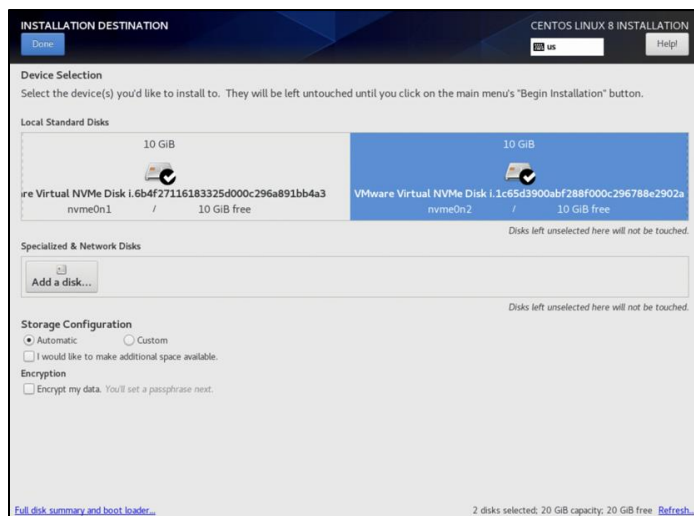 INSTALLATION DESTINATION
CENTOS LINUX 8 INSTALLATION
Done
us
Help!
Device Selection
Select the device(s) you'd like to install to. They will be left untouched until you click on the main menu's "Begin Installation" button.
Local Standard Disks
10 GiB
10 GiB
re Virtual NVMe Disk i.6b4f27116183325d000c296a891bb4a3
VMware Virtual NVMe Disk i.1c65d3900abf288f000c296788e2902a
nvme0n1 / 10 GiB free
nvme0n2 / 10 GiB free
Disks left unselected here will not be touched.
Specialized & Network Disks
Add a disk...
Disks left unselected here will not be touched.
Storage Configuration
Automatic
Custom
I would like to make additional space available.
Encryption
Encrypt my data. You'll set a passphrase next.
Full disk summary and boot loader...
2 disks selected; 20 GiB capacity; 20 GiB free Refresh...